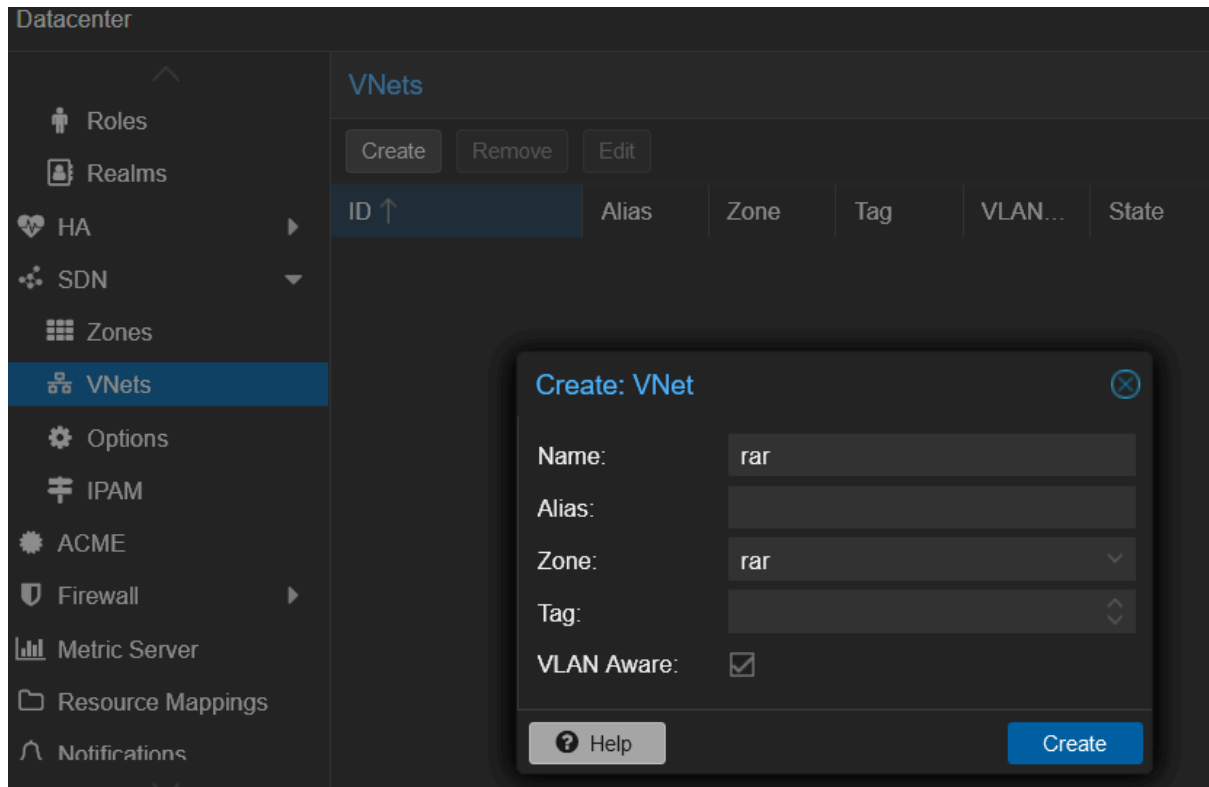 Datacenter
Roles
Realms
HA
SDN
Zones
VNets
Options
IPAM
ACME
Firewall
Metric Server
Resource Mappings
Notifications
VNets
Create Remove Edit
ID ↑ Alias Zone Tag VLAN... State
Create: VNet
Name: rar
Alias:
Zone: rar
Tag:
VLAN Aware:
Help Create